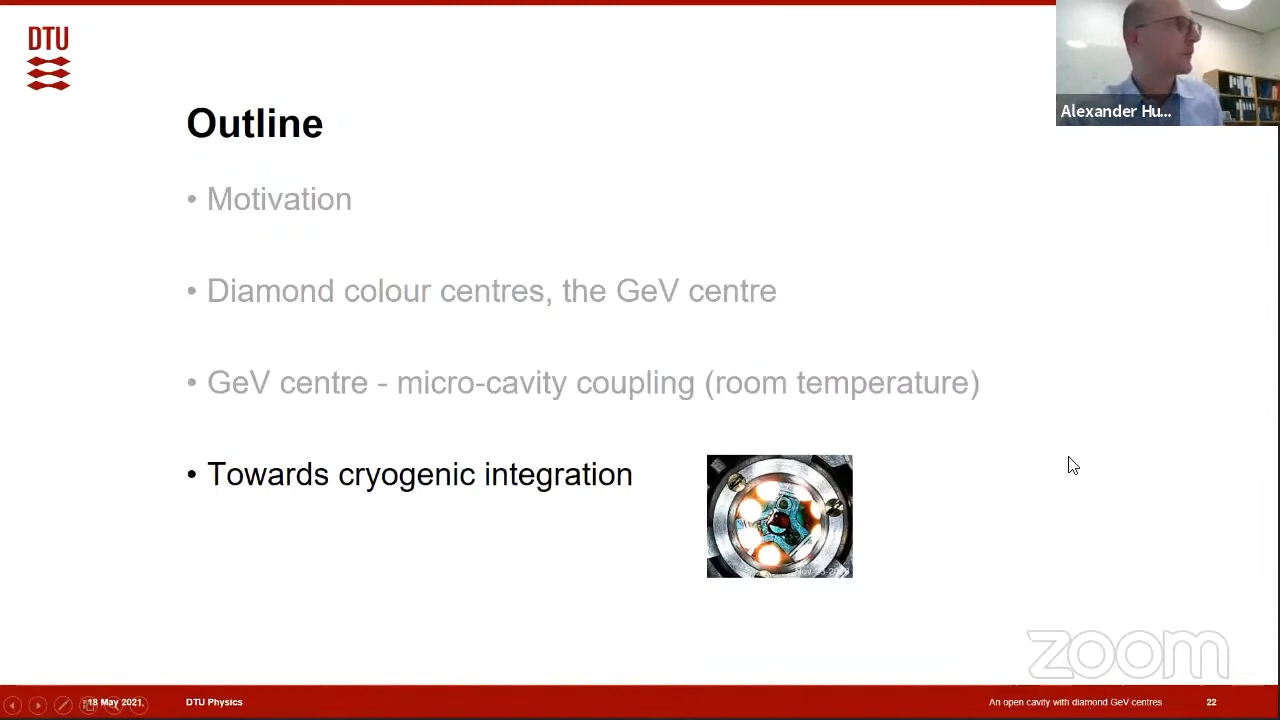 DTU
Alexander Hu...
Outline
• Motivation
• Diamond colour centres, the GeV centre
• GeV centre - micro-cavity coupling (room temperature)
• Towards cryogenic integration
zoom
18 May 2021
DTU Physics
An open cavity with diamond GeV centres
22